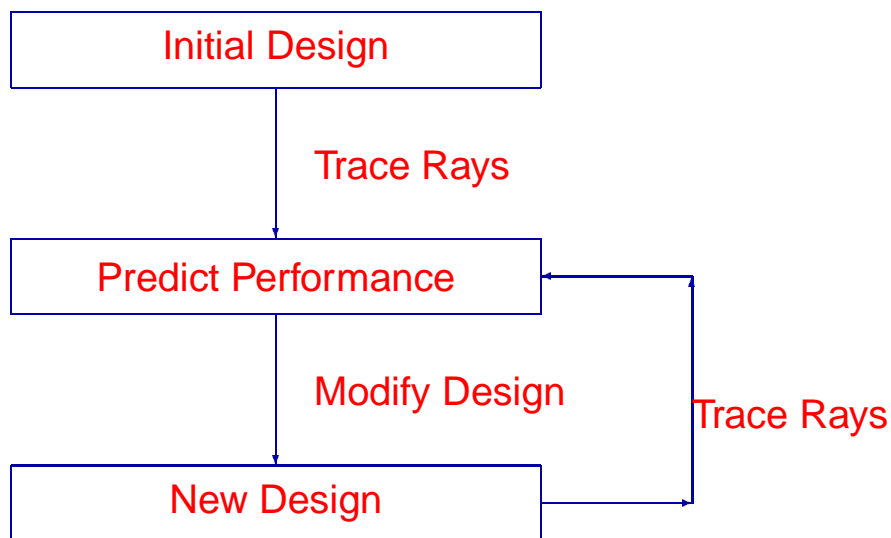 Initial Design
Trace Rays
Predict Performance
Modify Design
Trace Rays
New Design